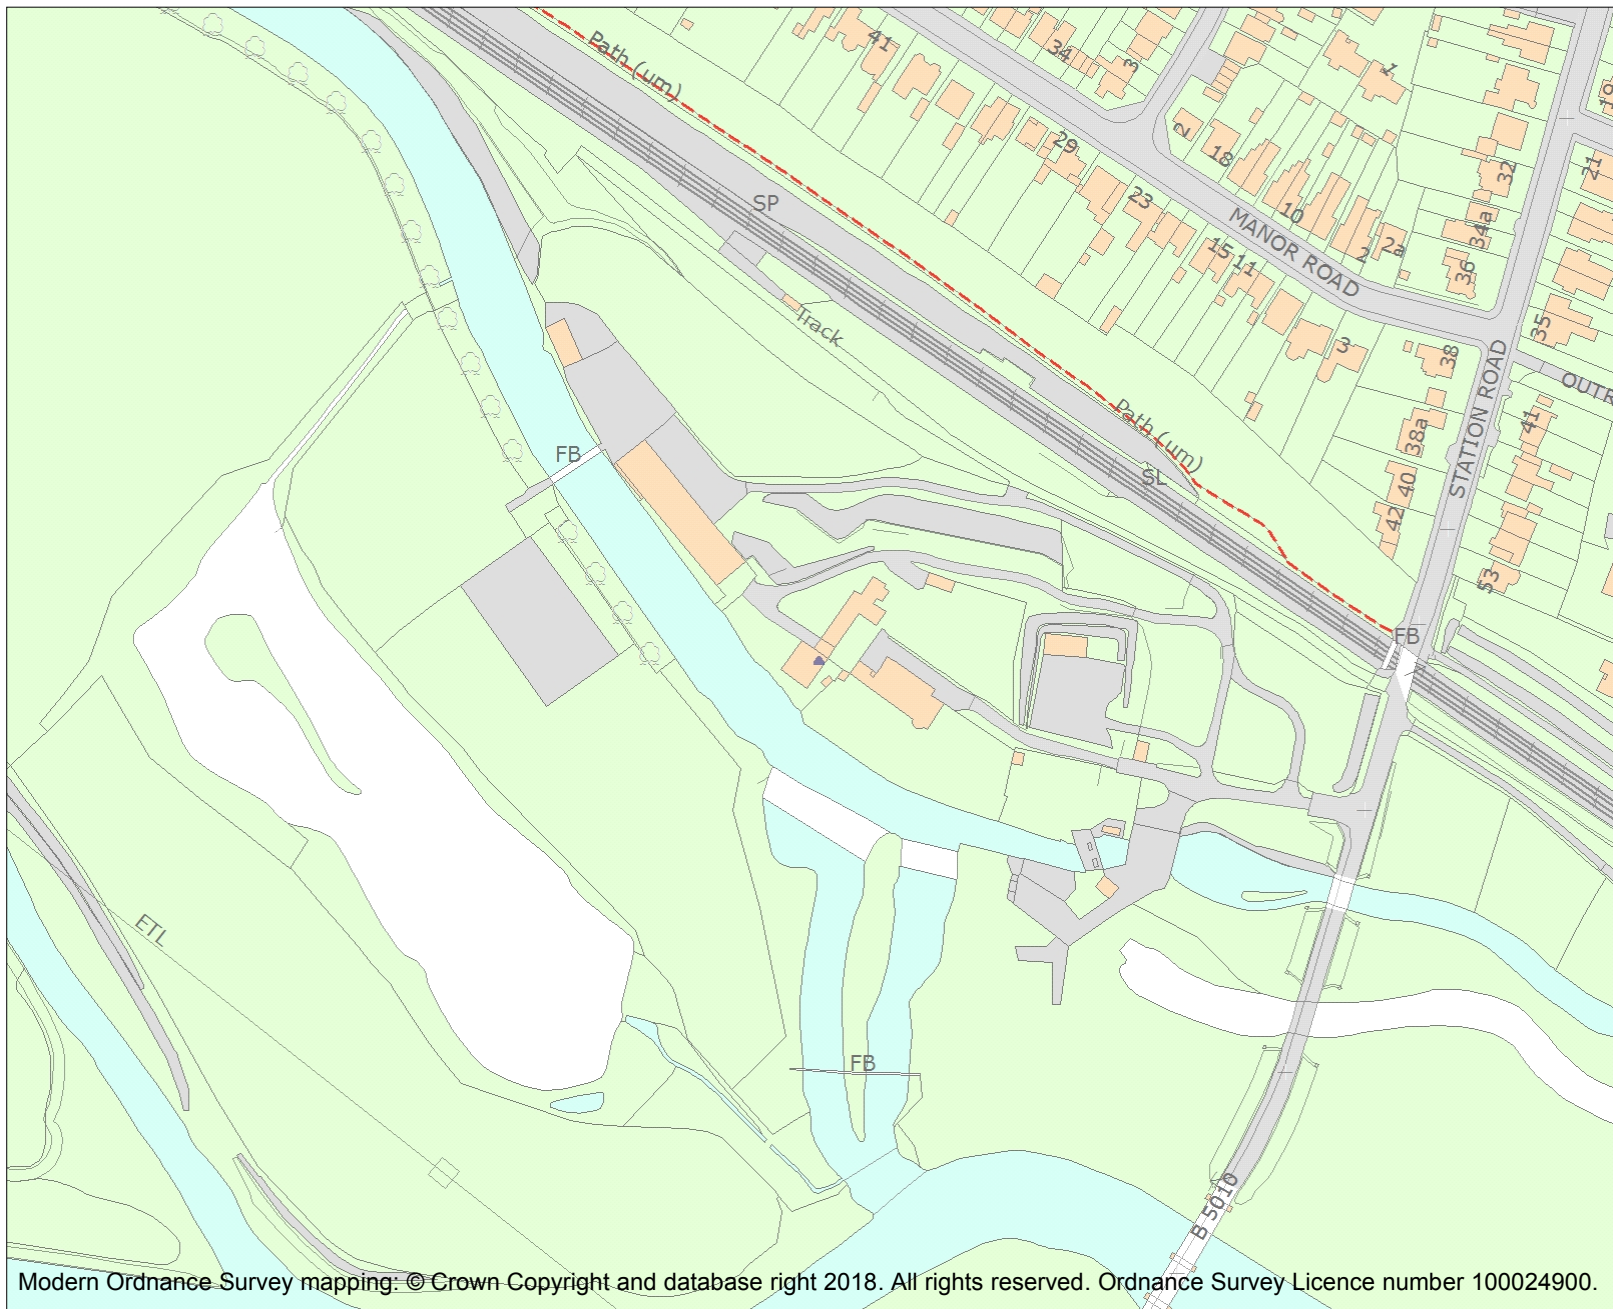 Path (um)
41
34
3
1
19
2
18
29
32
21
23
10
SP
MANOR ROAD
34a
2a
2
15
11
36
Track
35
3
38
STATION ROAD
OUTR
Path (um)
38a
41
FB
SL
40
42
53
FB
ETL
FB
B 5010
Modern Ordnance Survey mapping: © Crown Copyright and database right 2018. All rights reserved. Ordnance Survey Licence number 100024900.